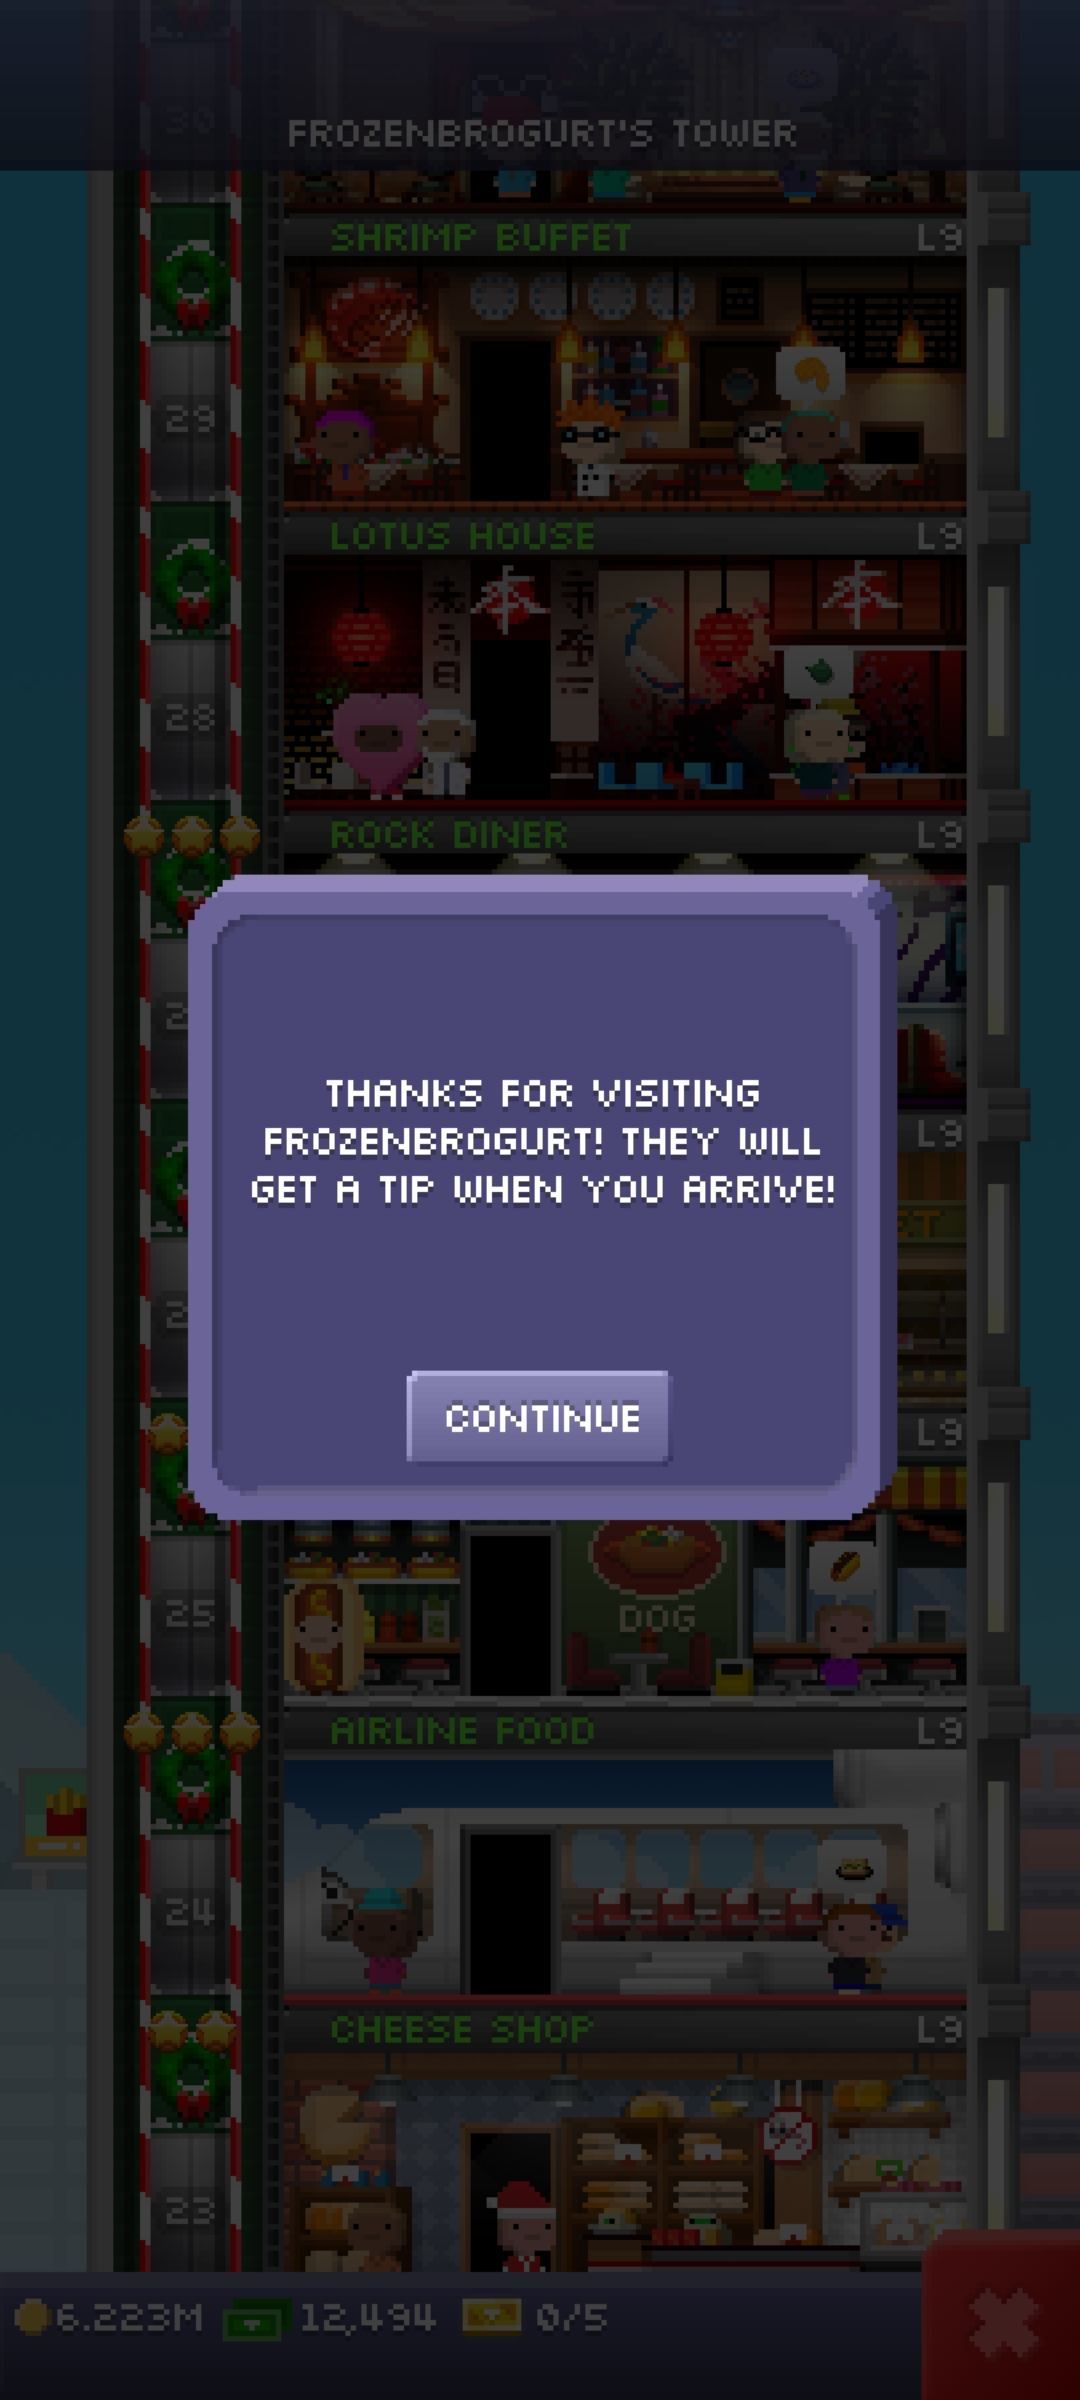 30
FROZENBROGURT'S TOWER
SHRIMP BUFFET L9
29
LOTUS HOUSE L9
28
ROCK DINER L9
L9
THANKS FOR VISITING
FROZENBROGURT! THEY WILL
GET A TIP WHEN YOU ARRIVE!
CONTINUE
L9
25
DOG
AIRLINE FOOD L9
24
CHEESE SHOP L9
23
6.223M 12,494 0/5